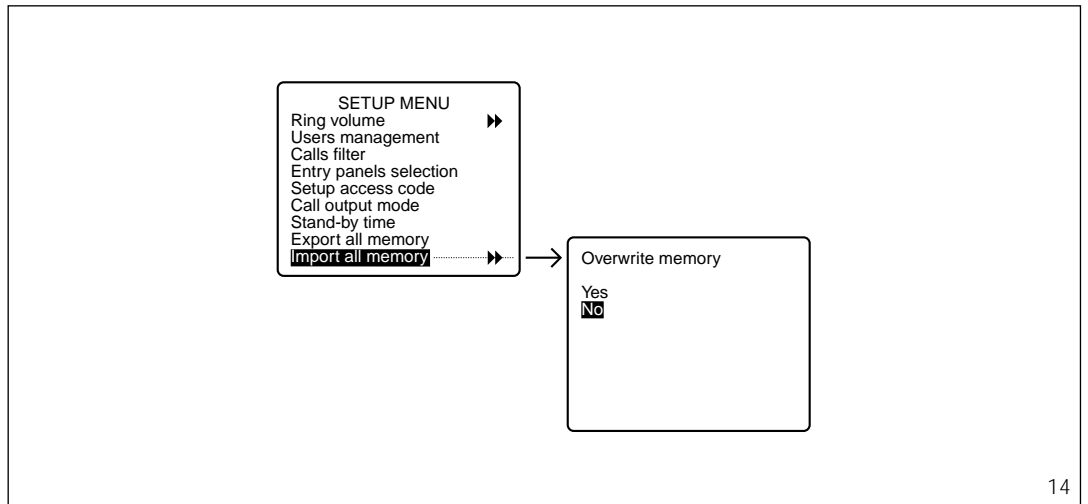 SETUP MENU
Ring volume
Users management
Calls filter
Entry panels selection
Setup access code
Call output mode
Stand-by time
Export all memory
Import all memory
Overwrite memory
Yes
No
14